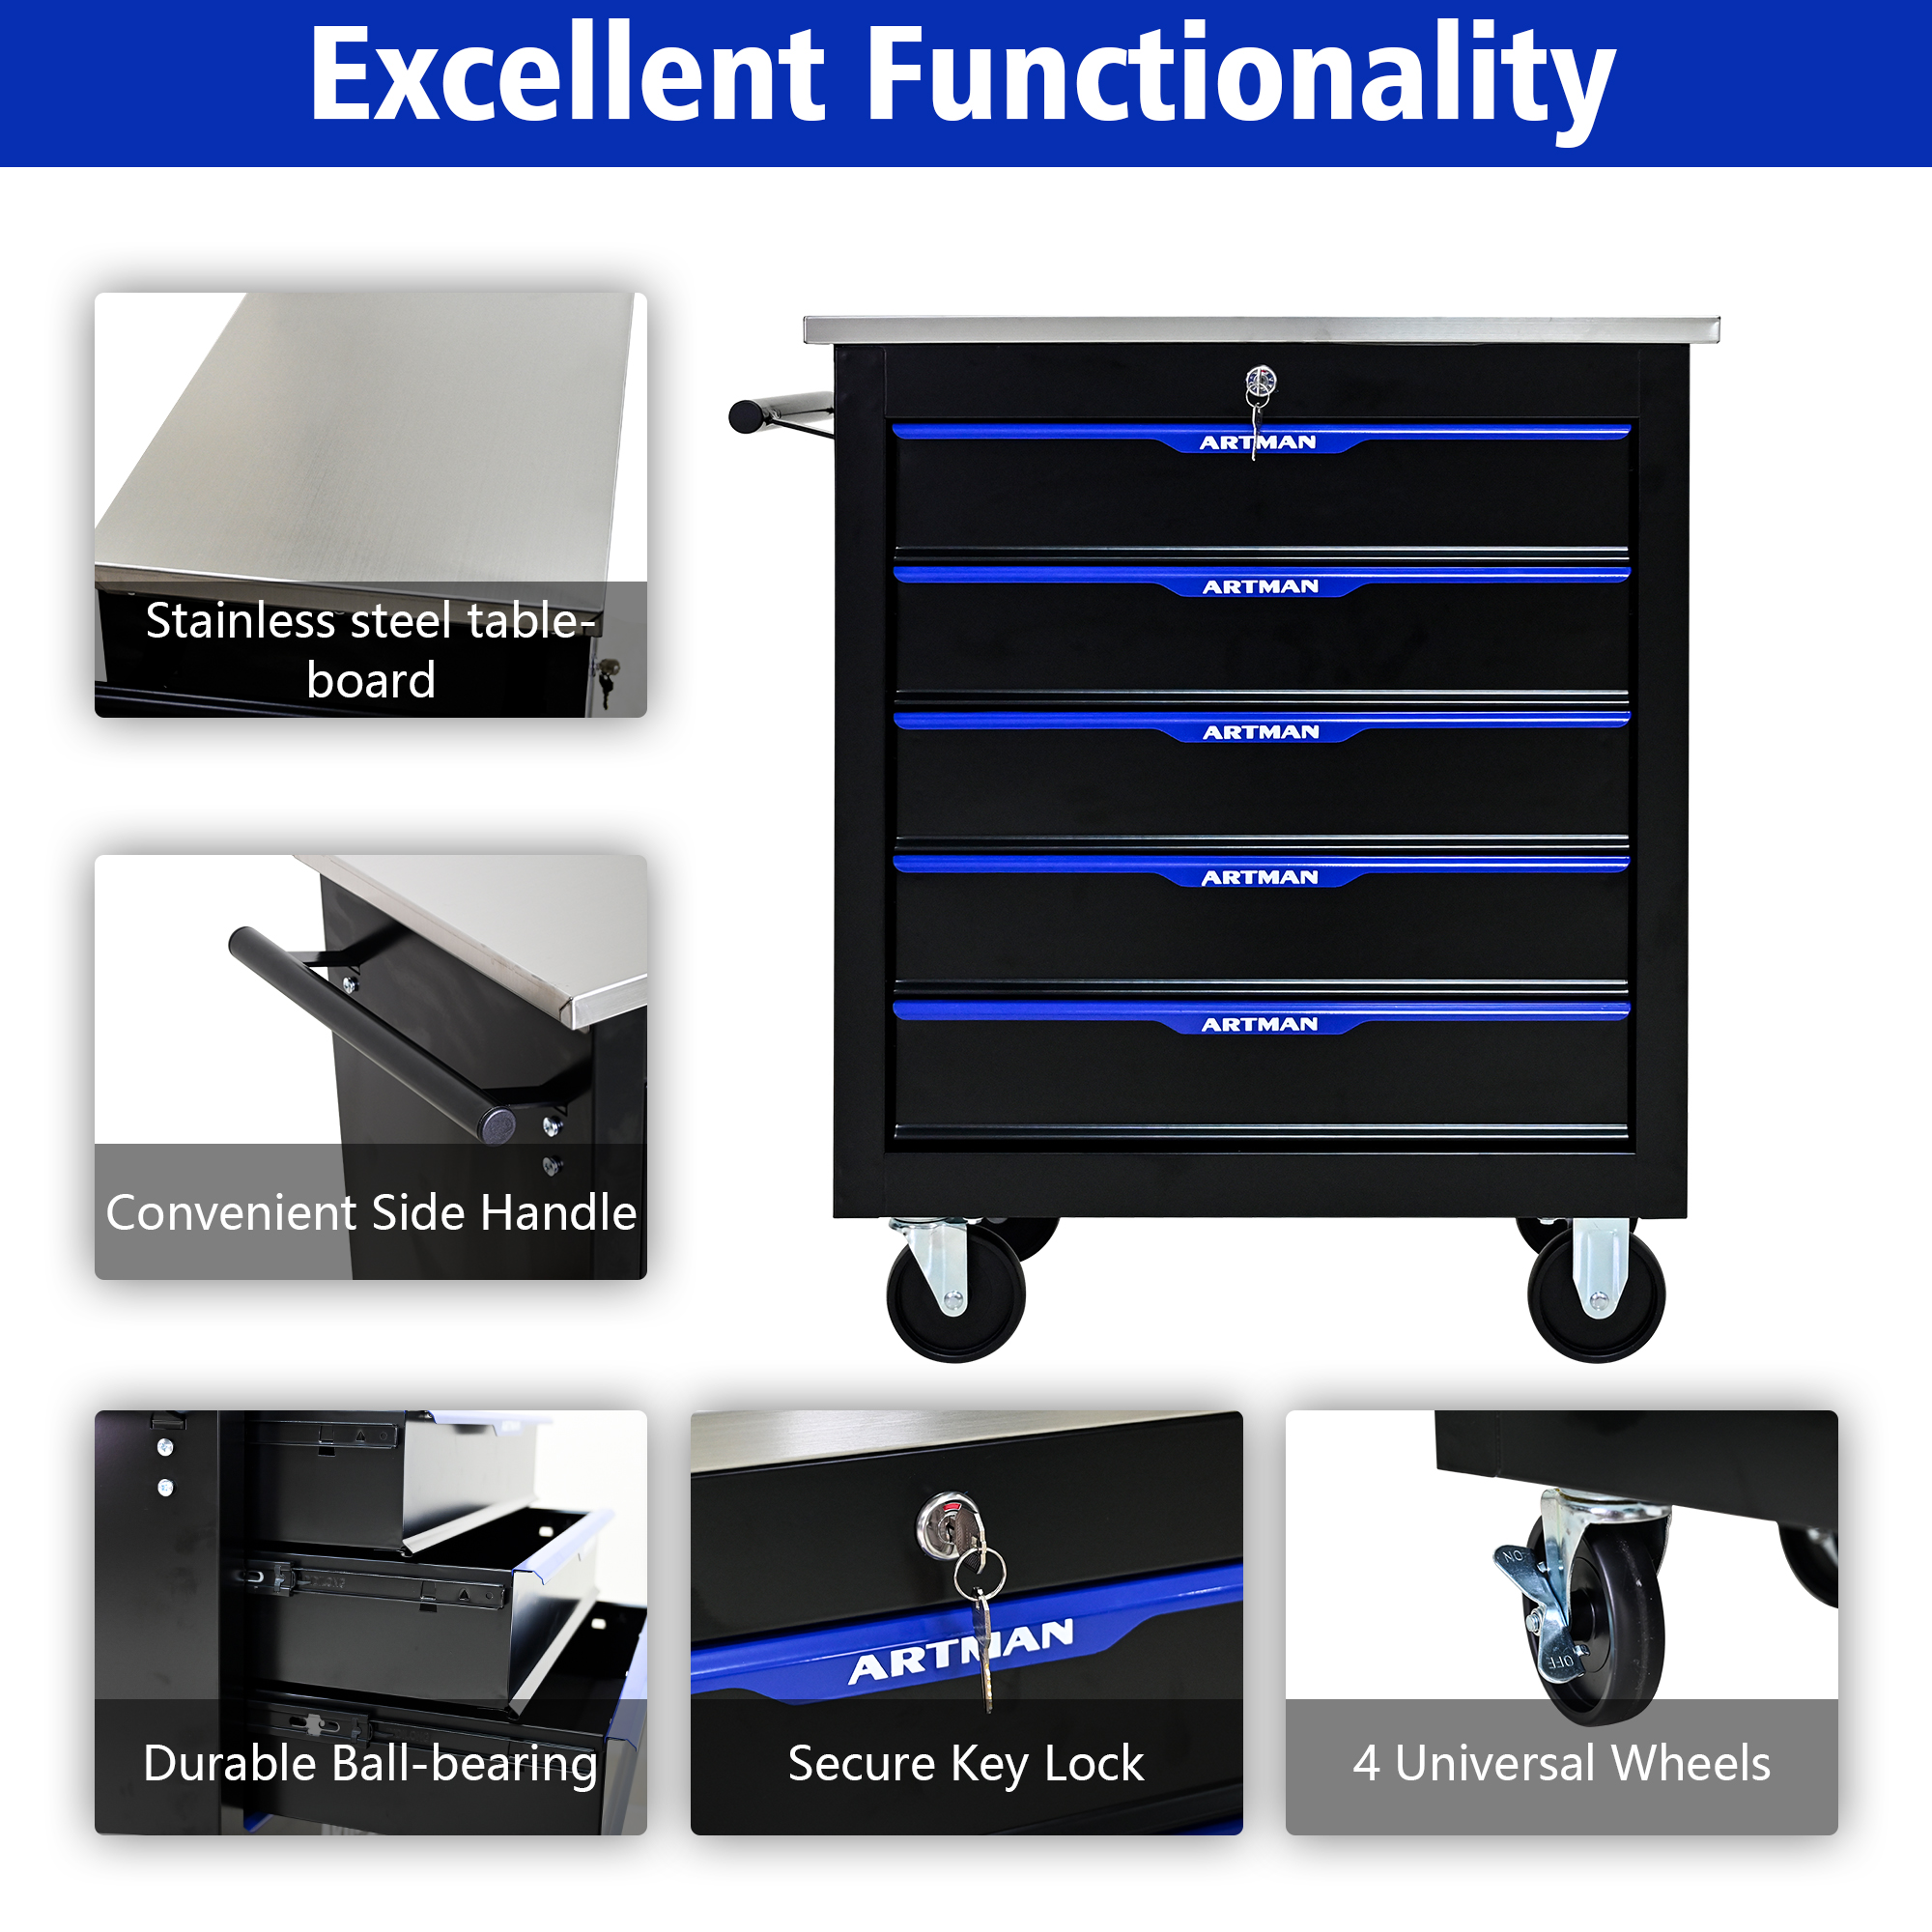 Excellent Functionality
ARTMAN
ARTMAN
ARTMAN
ARTMAN
ARTMAN
Stainless steel table-
board
Convenient Side Handle
Durable Ball-bearing
ARTMAN
Secure Key Lock
ON
OFF
4 Universal Wheels